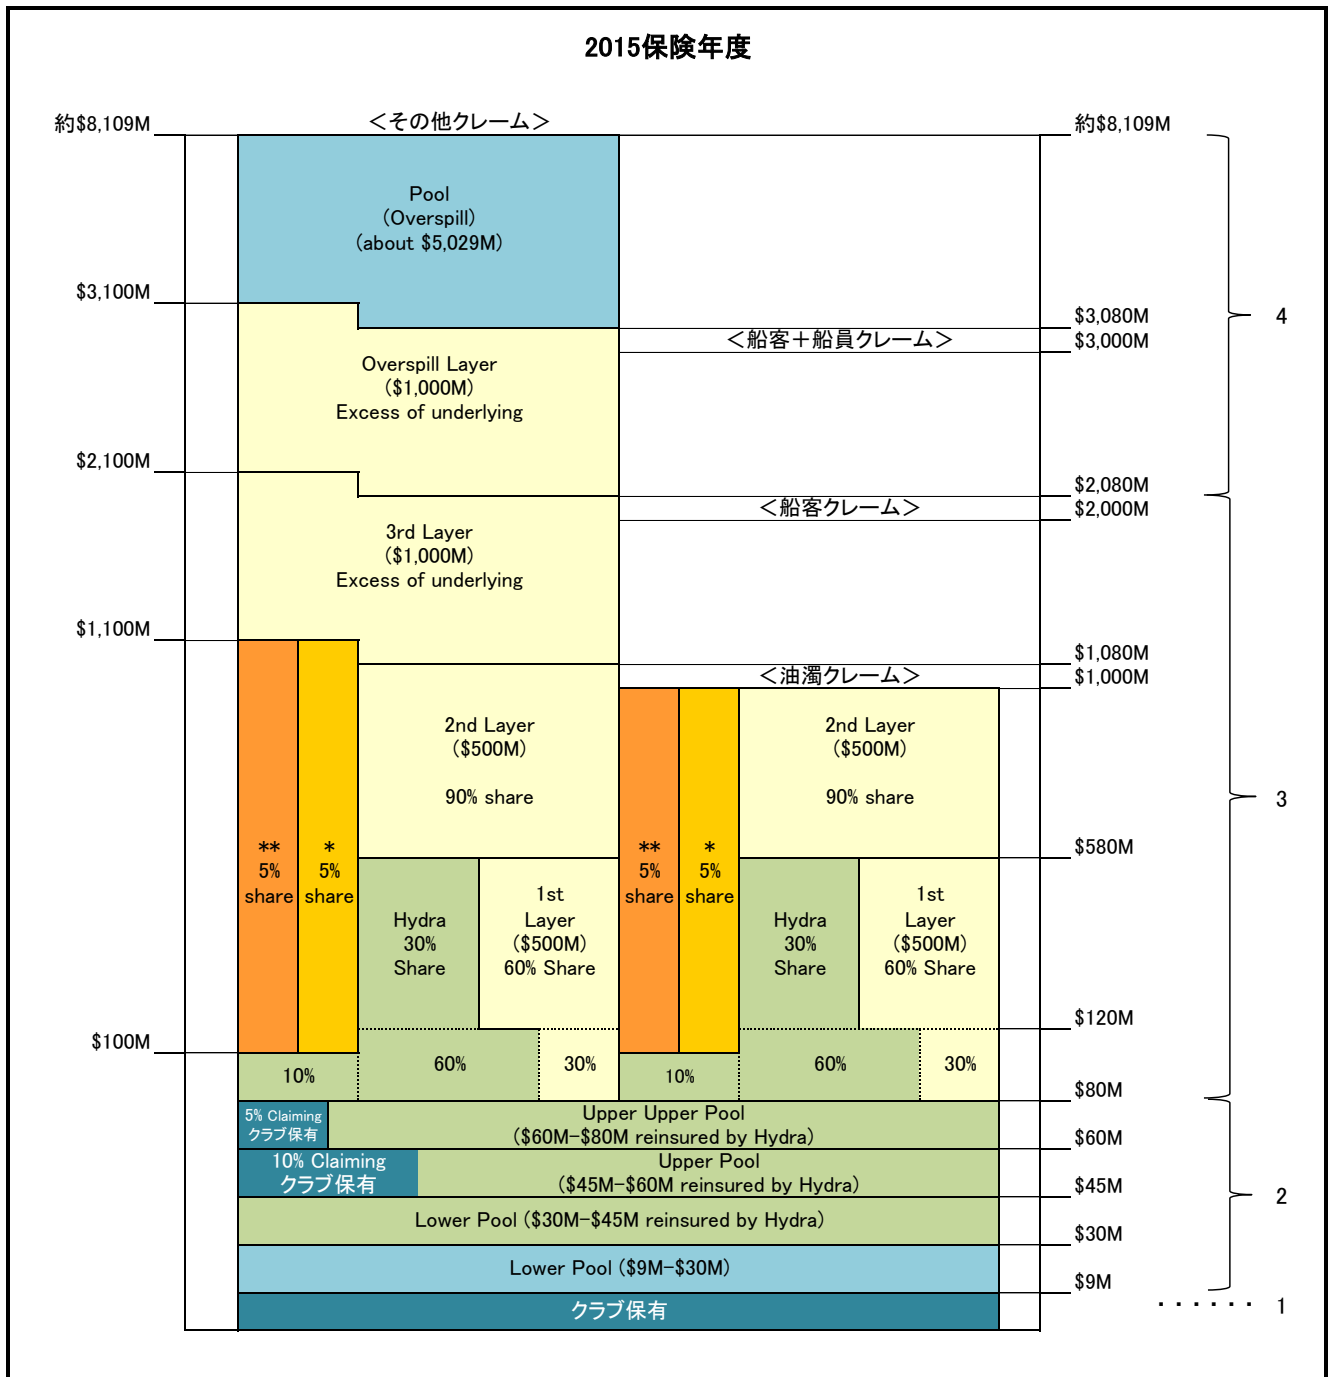 2015保険年度
約$8,109M
＜その他クレーム＞
約$8,109M
Pool
(Overspill)
(about $5,029M)
$3,100M
$3,080M
4
＜船客＋船員クレーム＞
$3,000M
Overspill Layer
($1,000M)
Excess of underlying
$2,100M
$2,080M
＜船客クレーム＞
$2,000M
3rd Layer
($1,000M)
Excess of underlying
$1,100M
$1,080M
＜油濁クレーム＞
$1,000M
2nd Layer
($500M)
90% share
2nd Layer
($500M)
90% share
3
**
5%
share
*
5%
share
**
5%
share
*
5%
share
$580M
Hydra
30%
Share
1st
Layer
($500M)
60% Share
Hydra
30%
Share
1st
Layer
($500M)
60% Share
$120M
$100M
10%
60%
30%
10%
60%
30%
$80M
5% Claiming
クラブ保有
Upper Upper Pool
($60M-$80M reinsured by Hydra)
$60M
10% Claiming
クラブ保有
Upper Pool
($45M-$60M reinsured by Hydra)
$45M
2
Lower Pool ($30M-$45M reinsured by Hydra)
$30M
Lower Pool ($9M-$30M)
$9M
クラブ保有
・・・・・・ 1